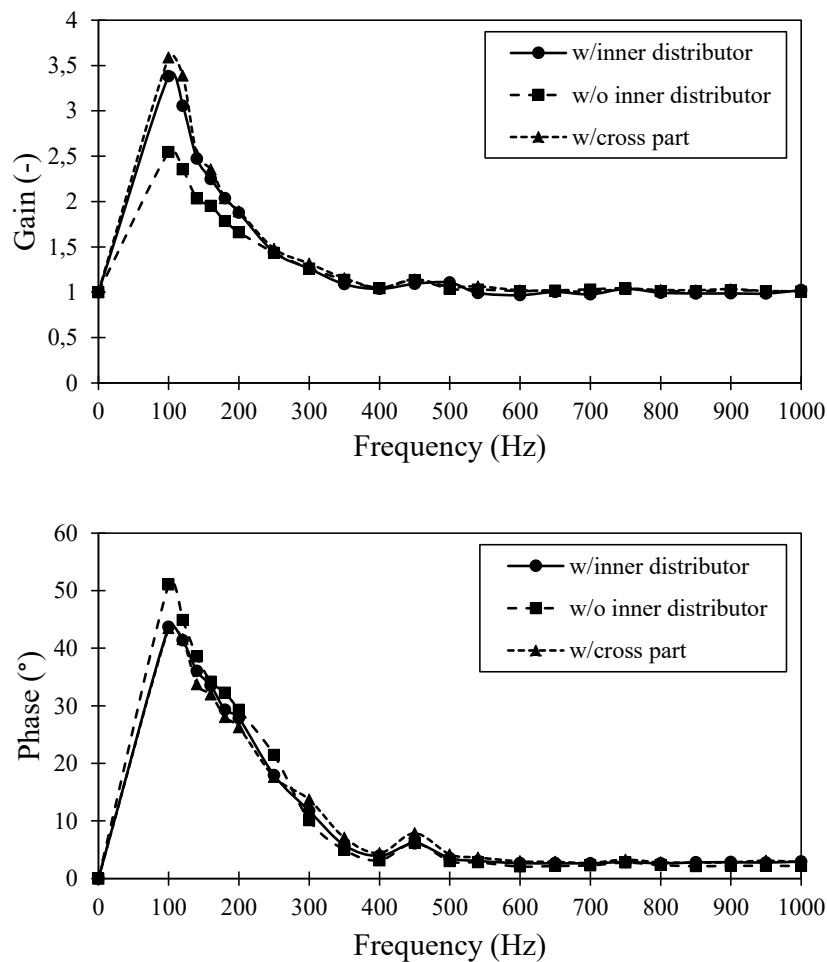 4
3,5
3
2,5
2
1,5
1
0,5
0
Gain (-)
w/inner distributor
w/o inner distributor
w/cross part
0 100 200 300 400 500 600 700 800 900 1000
Frequency (Hz)
60
50
40
30
20
10
0
Phase (°)
w/inner distributor
w/o inner distributor
w/cross part
0 100 200 300 400 500 600 700 800 900 1000
Frequency (Hz)